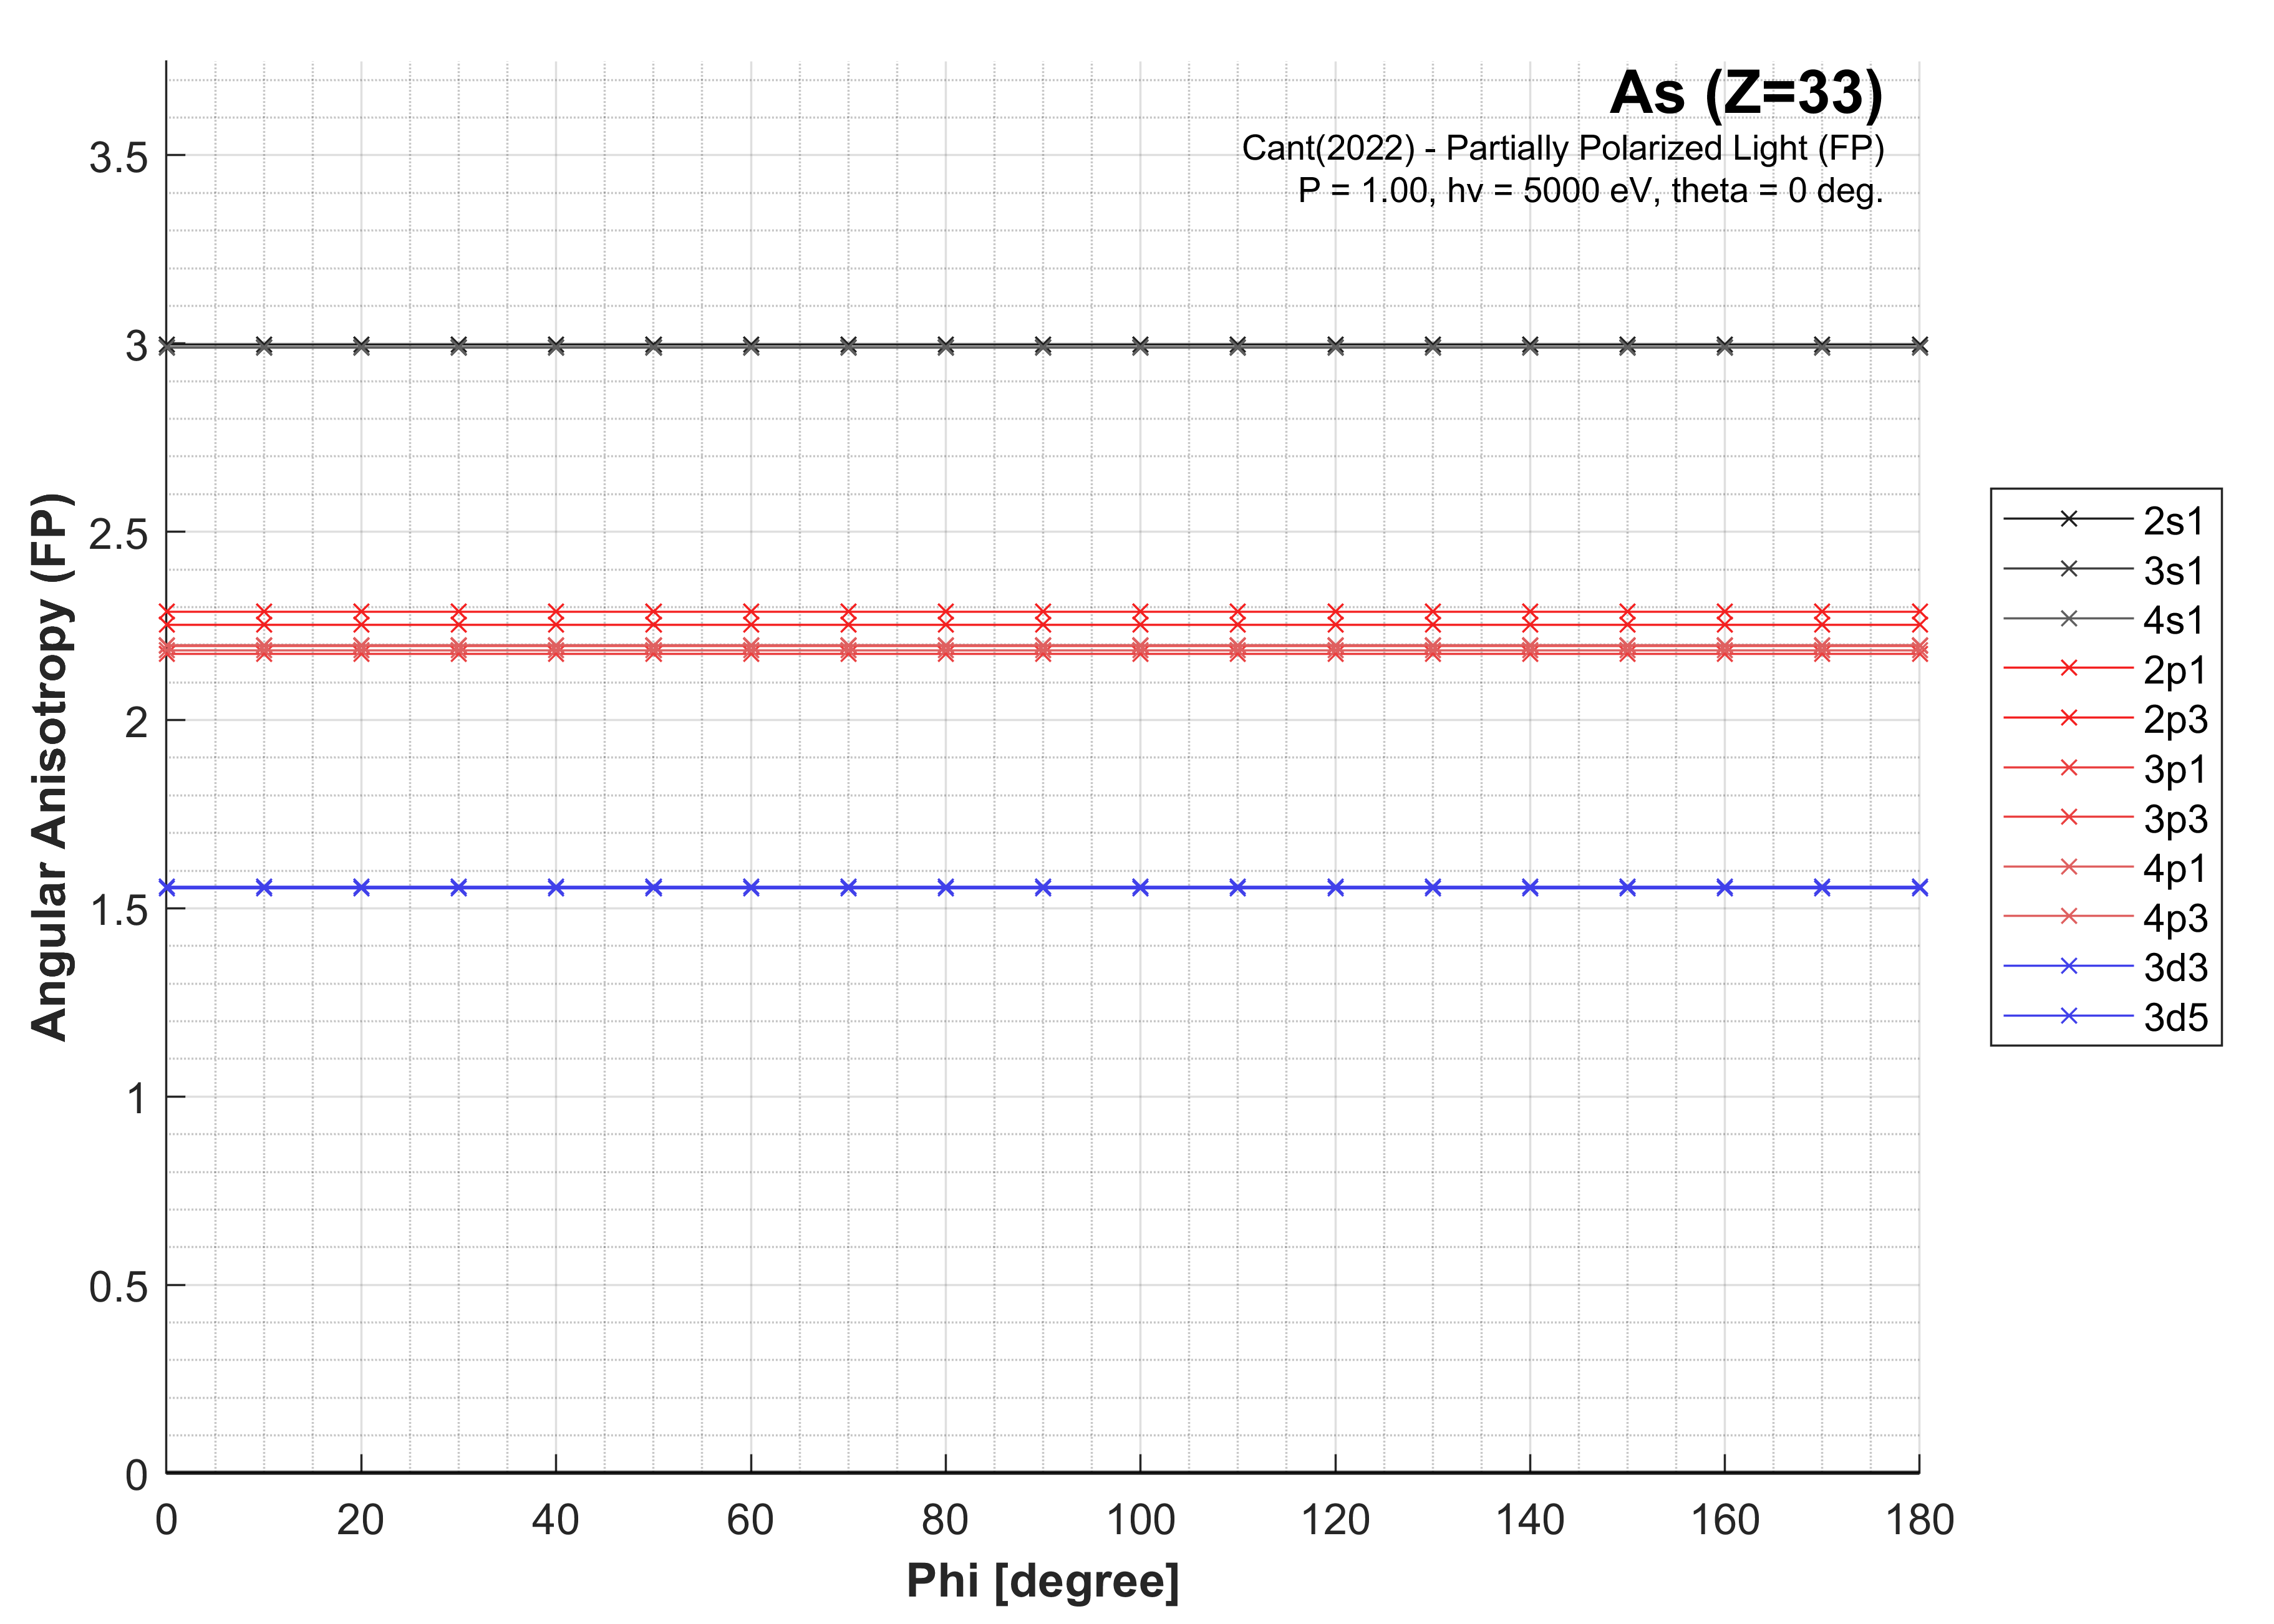 As (Z=33)
Cant(2022) - Partially Polarized Light (FP)
P = 1.00, hv = 5000 eV, theta = 0 deg.
Angular Anisotropy (FP)
3.5
3
2.5
2
1.5
1
0.5
0
0 20 40 60 80 100 120 140 160 180
Phi [degree]
2s1
3s1
4s1
2p1
2p3
3p1
3p3
4p1
4p3
3d3
3d5